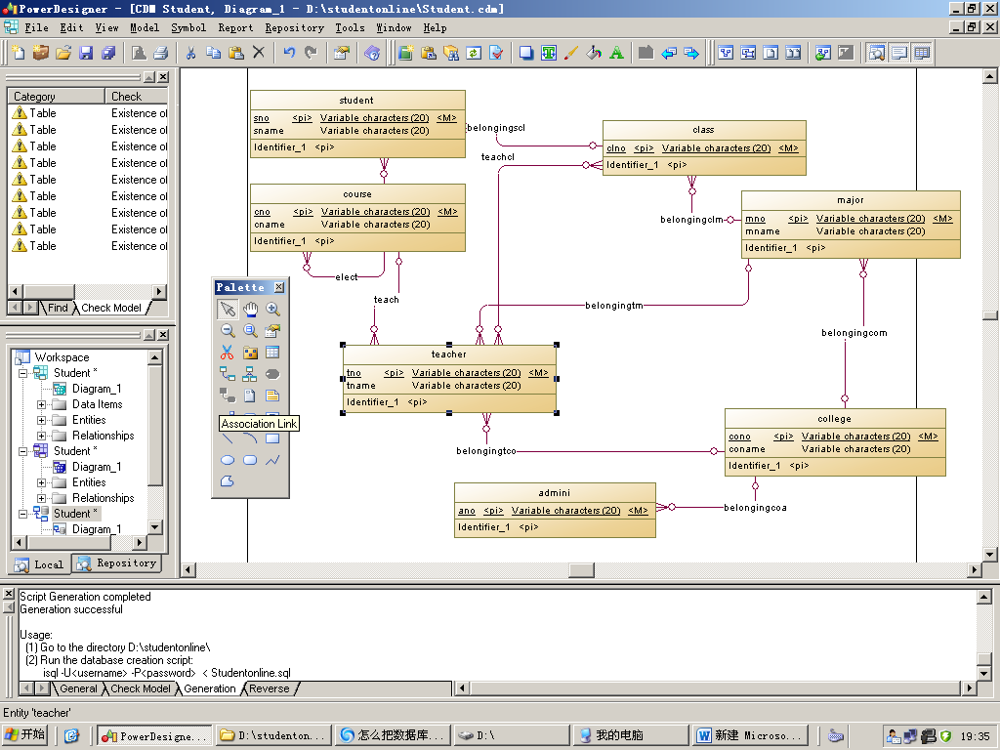 PowerDesigner - [CDM Student, Diagram_1 - D:\studentonline\Student.cdm]
File Edit View Model Symbol Report Repository Tools Window Help
Category Check
Table Existence of
Table Existence of
Table Existence of
Table Existence of
Table Existence of
Table Existence of
Table Existence of
Table Existence of
Table Existence of
Find Check Model
Workspace
Student *
Diagram_1
Data Items
Entities
Relationships
Student *
Diagram_1
Entities
Relationships
Student *
Diagram_1
Local Repository
Palette
Association Link
student
sno <pi> Variable characters (20) <M>
sname Variable characters (20)
Identifier_1 <pi>
belongingscl
teachcl
class
clno <pi> Variable characters (20) <M>
Identifier_1 <pi>
course
cno <pi> Variable characters (20) <M>
cname Variable characters (20)
Identifier_1 <pi>
major
mno <pi> Variable characters (20) <M>
mname Variable characters (20)
Identifier_1 <pi>
belongingclm
elect
teach
belongingtm
belongingcom
teacher
tno <pi> Variable characters (20) <M>
tname Variable characters (20)
Identifier_1 <pi>
college
cono <pi> Variable characters (20) <M>
coname Variable characters (20)
Identifier_1 <pi>
belongingtco
admini
ano <pi> Variable characters (20) <M>
Identifier_1 <pi>
belongingcoa
Script Generation completed
Generation successful
Usage:
(1) Go to the directory D:\studentonline\
(2) Run the database creation script:
isql -U<username> -P<password> < Studentonline.sql
General Check Model Generation Reverse
Entity 'teacher'
开始 PowerDesigne... D:\studenton... 怎么把数据库... D:\ 我的电脑 新建 Microso... 19:35